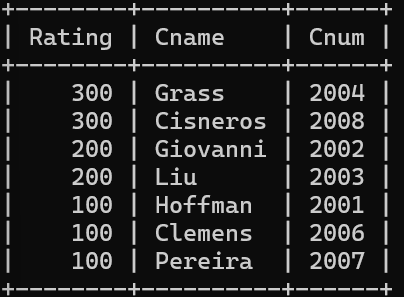 +--------+----------+------+
| Rating | Cname    | Cnum |
+--------+----------+------+
|    300 | Grass    | 2004 |
|    300 | Cisneros | 2008 |
|    200 | Giovanni | 2002 |
|    200 | Liu      | 2003 |
|    100 | Hoffman  | 2001 |
|    100 | Clemens  | 2006 |
|    100 | Pereira  | 2007 |
+--------+----------+------+